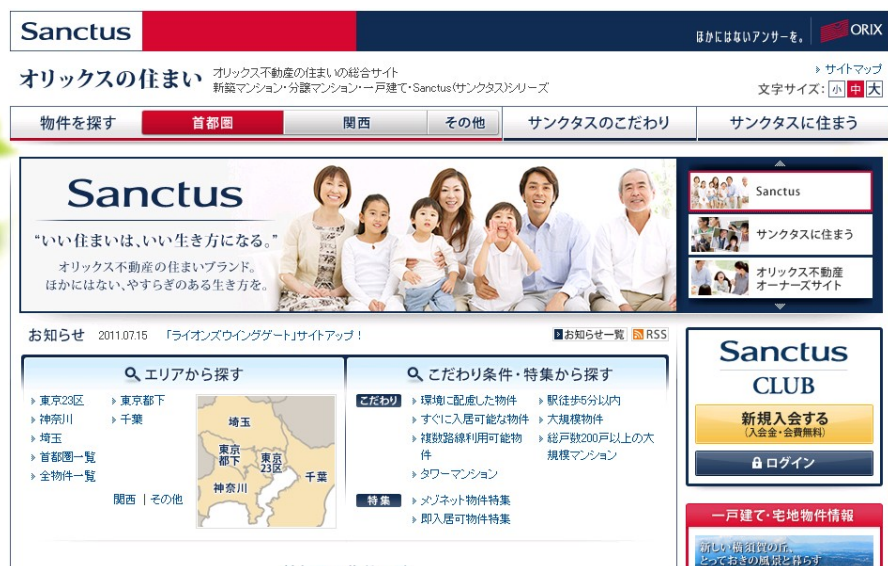 Sanctus
ほかにはないアンサーを。 ORIX
オリックスの住まい
オリックス不動産の住まいの総合サイト
新築マンション・分譲マンション・一戸建て・Sanctus(サンクタス)シリーズ
サイトマップ
文字サイズ: 小 中 大
物件を探す 首都圏 関西 その他 サンクタスのこだわり サンクタスに住まう
Sanctus
“いい住まいは、いい生き方になる。”
オリックス不動産の住まいブランド。
ほかにはない、やすらぎのある生き方を。
Sanctus
サンクタスに住まう
オリックス不動産
オーナーズサイト
お知らせ 2011.07.15 「ライオンズウイングゲート」サイトアップ!
お知らせ一覧 RSS
エリアから探す
東京23区 東京都下
神奈川 千葉
埼玉
首都圏一覧
全物件一覧
関西 | その他
埼玉
東京
都下
東京
23区
千葉
神奈川
こだわり条件・特集から探す
こだわり
環境に配慮した物件
すぐに入居可能な物件
複数路線利用可能物
件
タワーマンション
駅徒歩5分以内
大規模物件
総戸数200戸以上の大
規模マンション
特集
メゾネット物件特集
即入居可物件特集
Sanctus
CLUB
新規入会する
(入会金・会費無料)
ログイン
一戸建て・宅地物件情報
新しい横須賀の丘、
とっておきの風景と暮らす